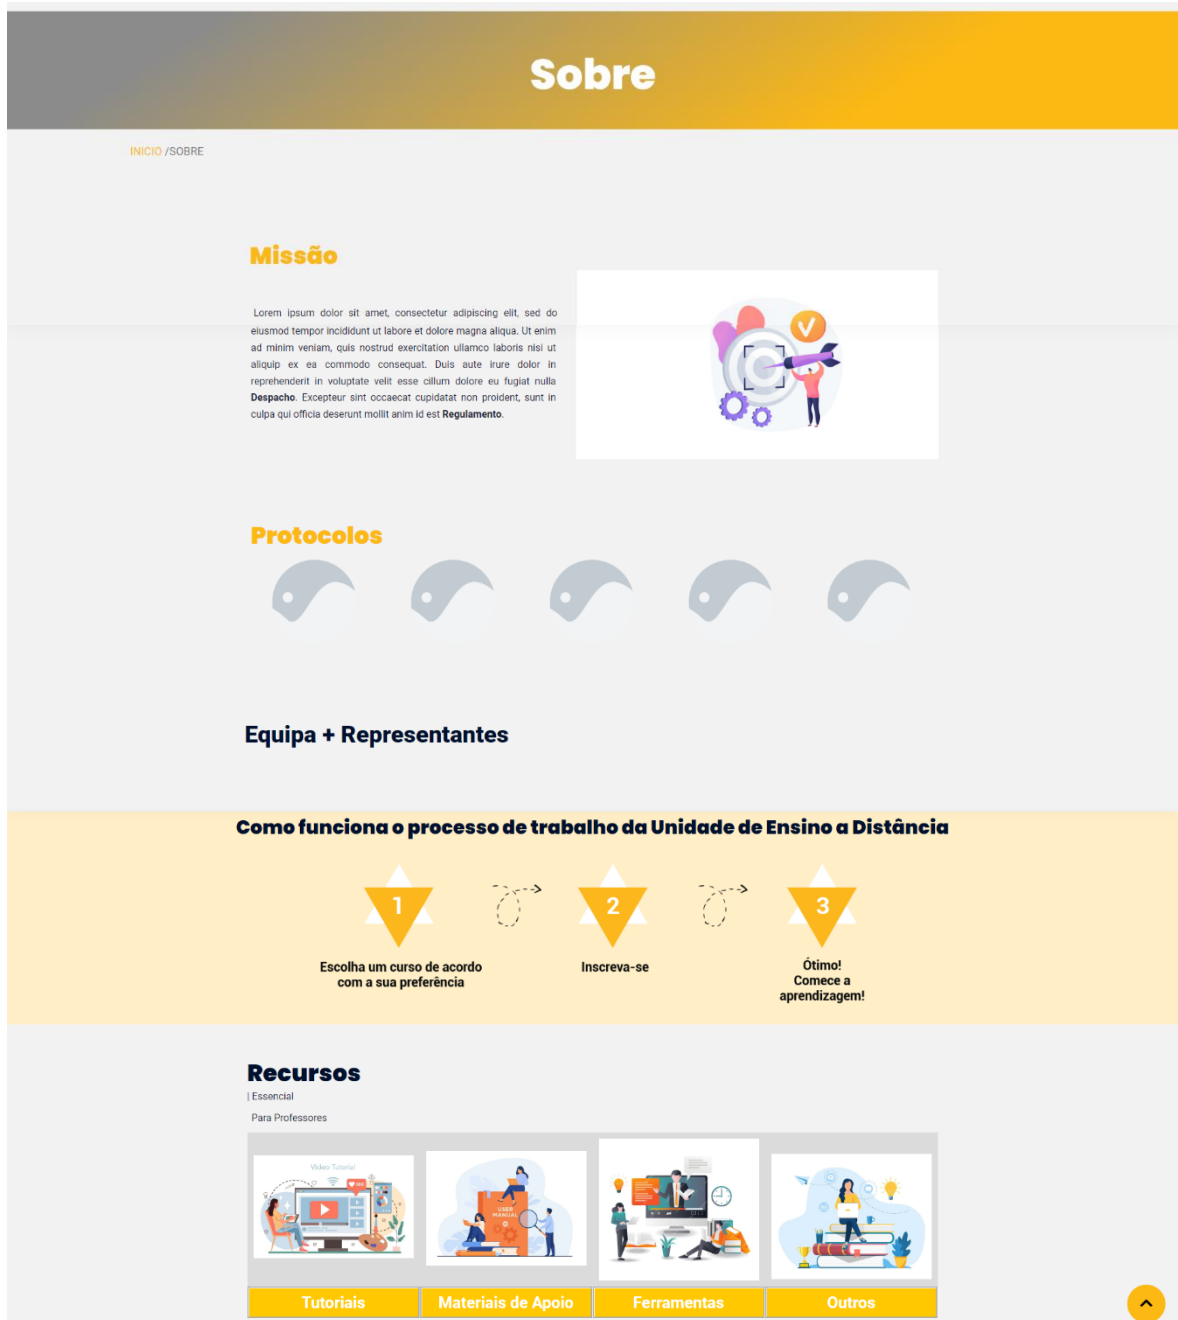 Sobre
INICIO /SOBRE
Missão
Lorem ipsum dolor sit amet, consectetur adipiscing elit, sed do
eiusmod tempor incididunt ut labore et dolore magna aliqua. Ut enim
ad minim veniam, quis nostrud exercitation ullamco laboris nisi ut
aliquip ex ea commodo consequat. Duis aute irure dolor in
reprehenderit in voluptate velit esse cillum dolore eu fugiat nulla
Despacho. Excepteur sint occaecat cupidatat non proident, sunt in
culpa qui officia deserunt mollit anim id est Regulamento.
Protocolos
Equipa + Representantes
Como funciona o processo de trabalho da Unidade de Ensino a Distância
1
2
3
Escolha um curso de acordo
com a sua preferência
Inscreva-se
Ótimo!
Comece a
aprendizagem!
Recursos
| Essencial
Para Professores
Video Tutorial
USER
MANUAL
Tutoriais
Materiais de Apoio
Ferramentas
Outros